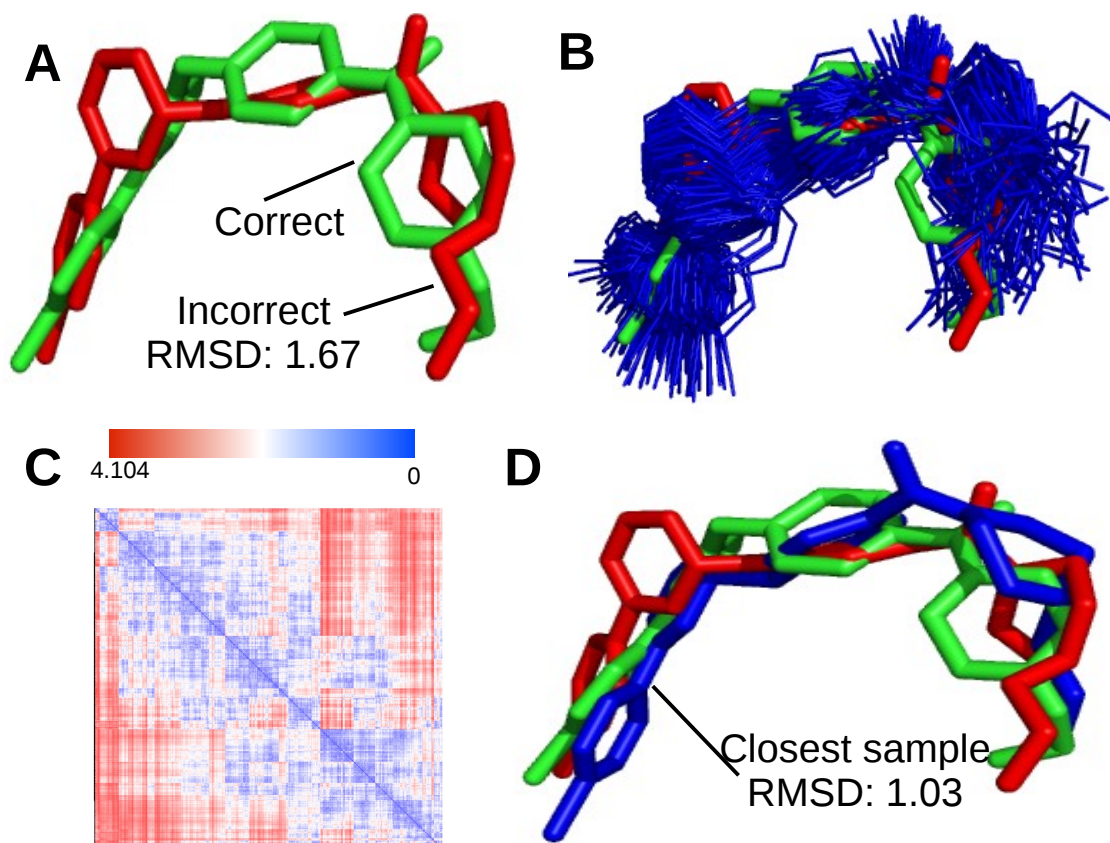 A
B
Correct
Incorrect
RMSD: 1.67
C
4.104
0
D
Closest sample
RMSD: 1.03